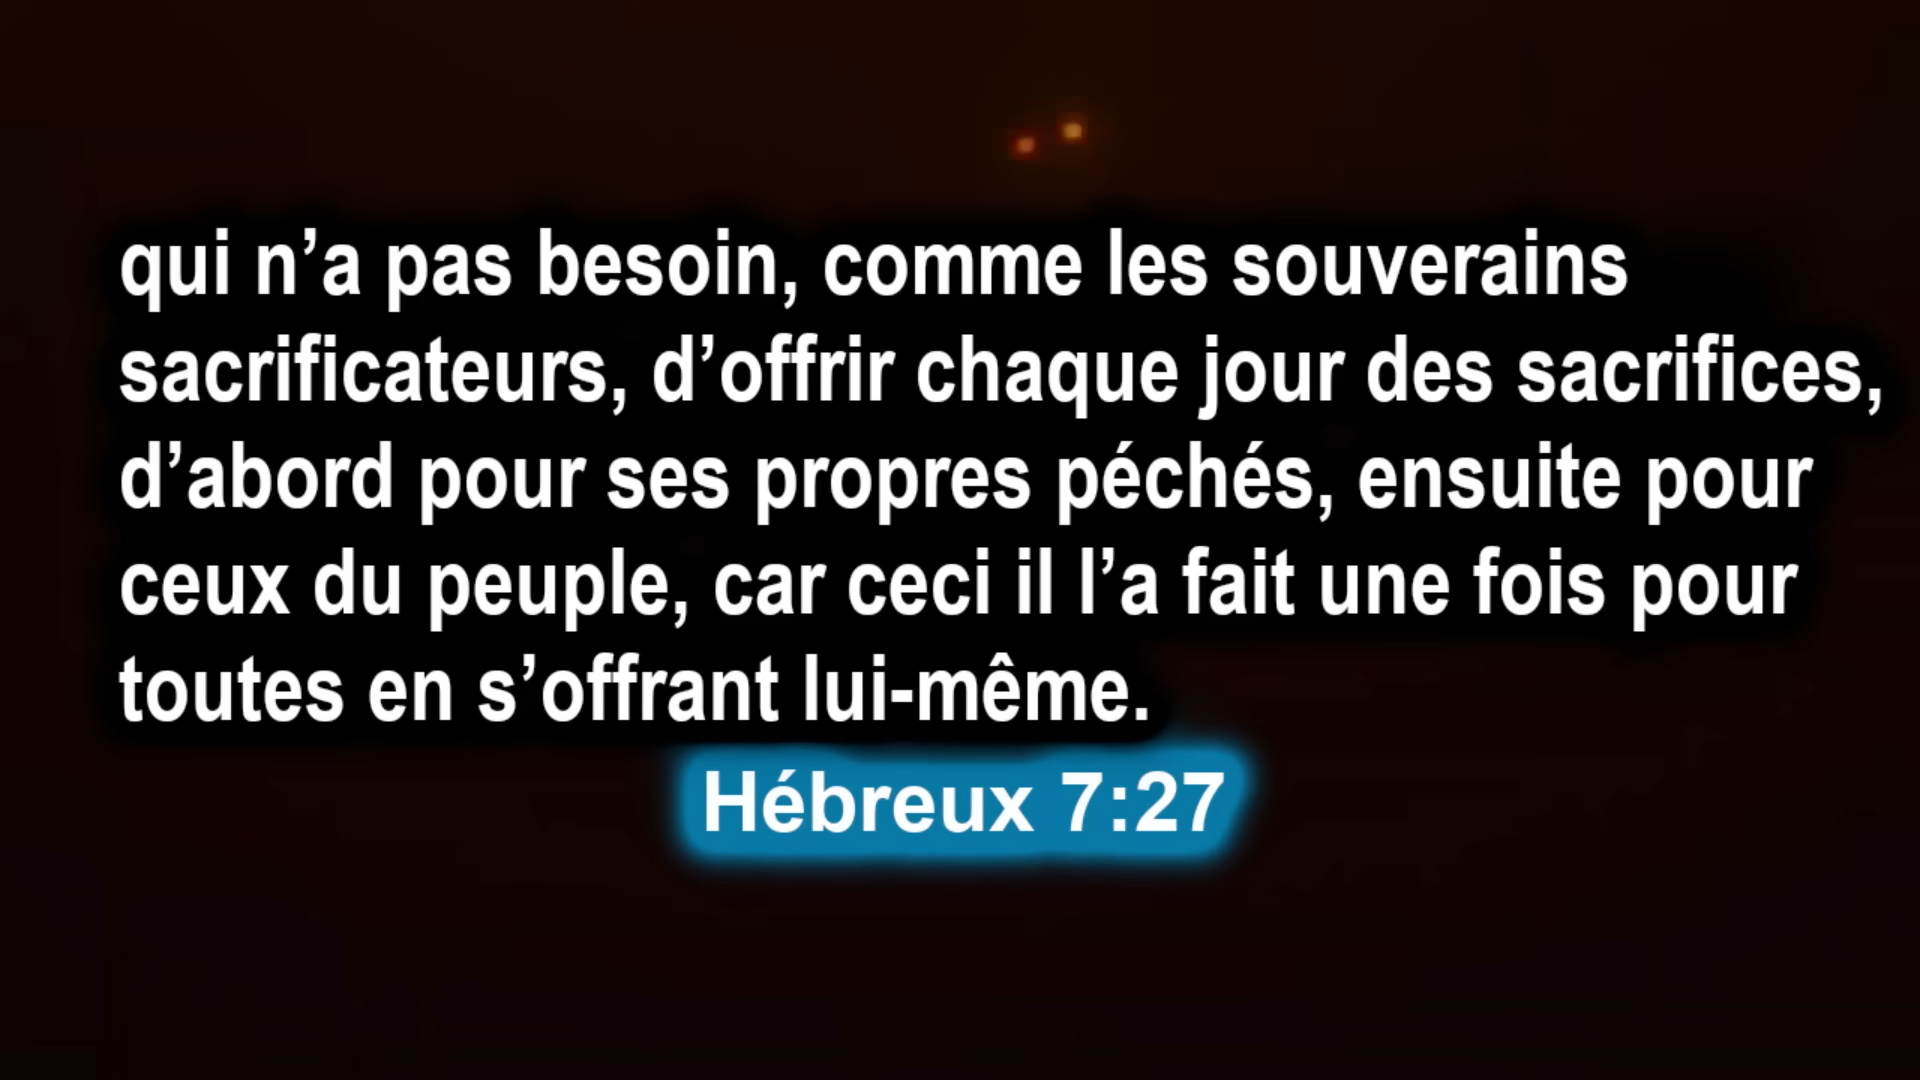 qui n’a pas besoin, comme les souverains
sacrificateurs, d’offrir chaque jour des sacrifices,
d’abord pour ses propres péchés, ensuite pour
ceux du peuple, car ceci il l’a fait une fois pour
toutes en s’offrant lui-même.
Hébreux 7:27